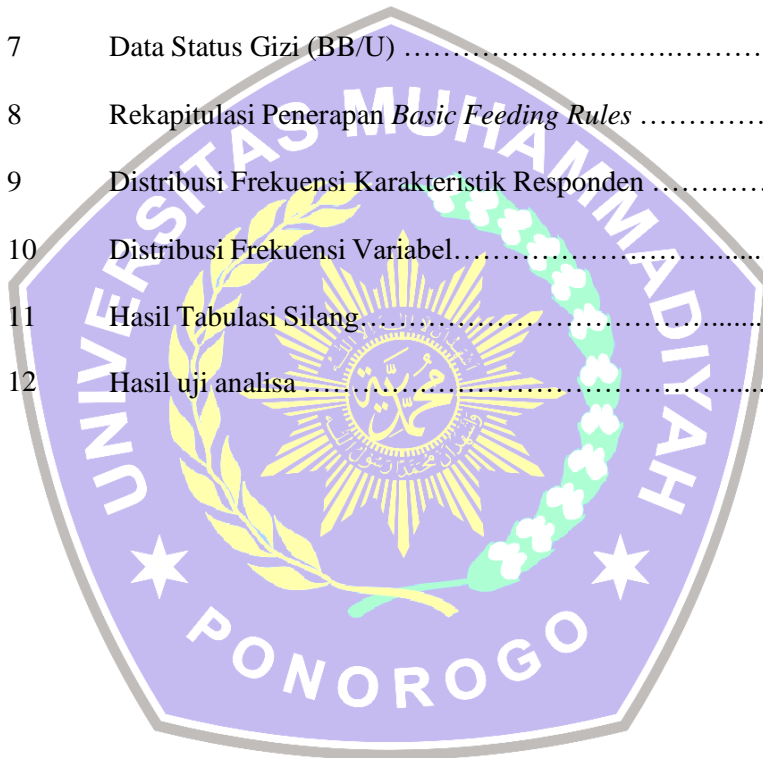 7 Data Status Gizi (BB/U) ………………………….…………
8 Rekapitulasi Penerapan Basic Feeding Rules ……………
9 Distribusi Frekuensi Karakteristik Responden …………
10 Distribusi Frekuensi Variabel……………………….......
11 Hasil Tabulasi Silang……………………………….......
12 Hasil uji analisa …………………………………….......
UNIVERSITAS MUHAMMADIYAH
PONOROGO
محمدية